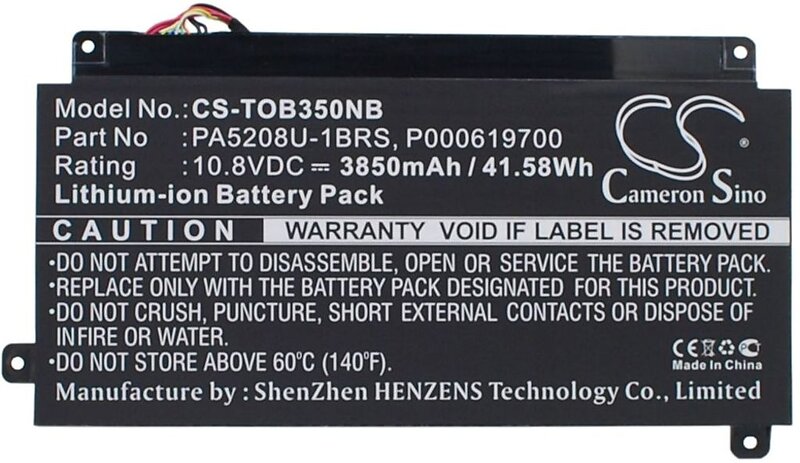 Model No.:CS-TOB350NB
Part No :PA5208U-1BRS, P000619700
Rating :10.8VDC ⎓ 3850mAh / 41.58Wh
Lithium-ion Battery Pack
CS
®
Cameron Sino
CAUTION
WARRANTY VOID IF LABEL IS REMOVED
•DO NOT ATTEMPT TO DISASSEMBLE, OPEN OR SERVICE THE BATTERY PACK.
•REPLACE ONLY WITH THE BATTERY PACK DESIGNATED FOR THIS PRODUCT.
•DO NOT CRUSH, PUNCTURE, SHORT EXTERNAL CONTACTS OR DISPOSE OF
INFIRE OR WATER.
•DO NOT STORE ABOVE 60°C (140°F).
CE
Made In China
Manufacture by : ShenZhen HENZENS Technology Co., Limited